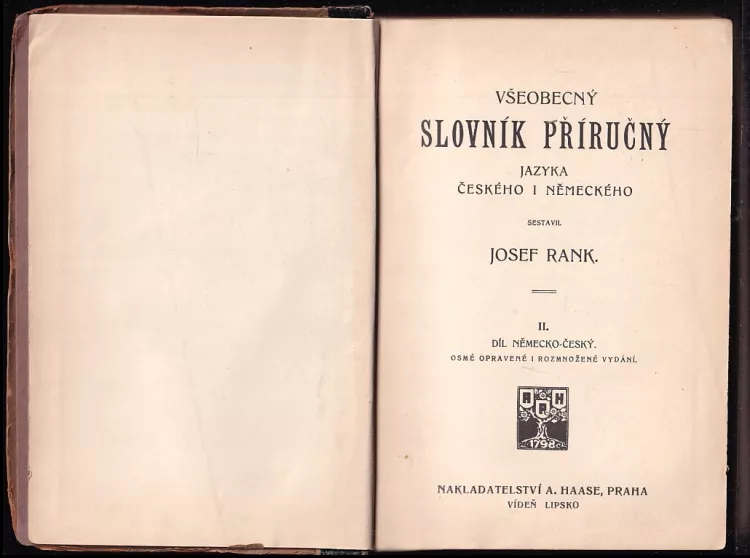 VŠEOBECNÝ
SLOVNÍK PŘÍRUČNÝ
JAZYKA
ČESKÉHO I NĚMECKÉHO
SESTAVIL
JOSEF RANK.
II.
DÍL NĚMECKO-ČESKÝ.
OSMÉ OPRAVENÉ I ROZMNOŽENÉ VYDÁNÍ.
A H
A
1798
NAKLADATELSTVÍ A. HAASE, PRAHA
VÍDEŇ LIPSKO